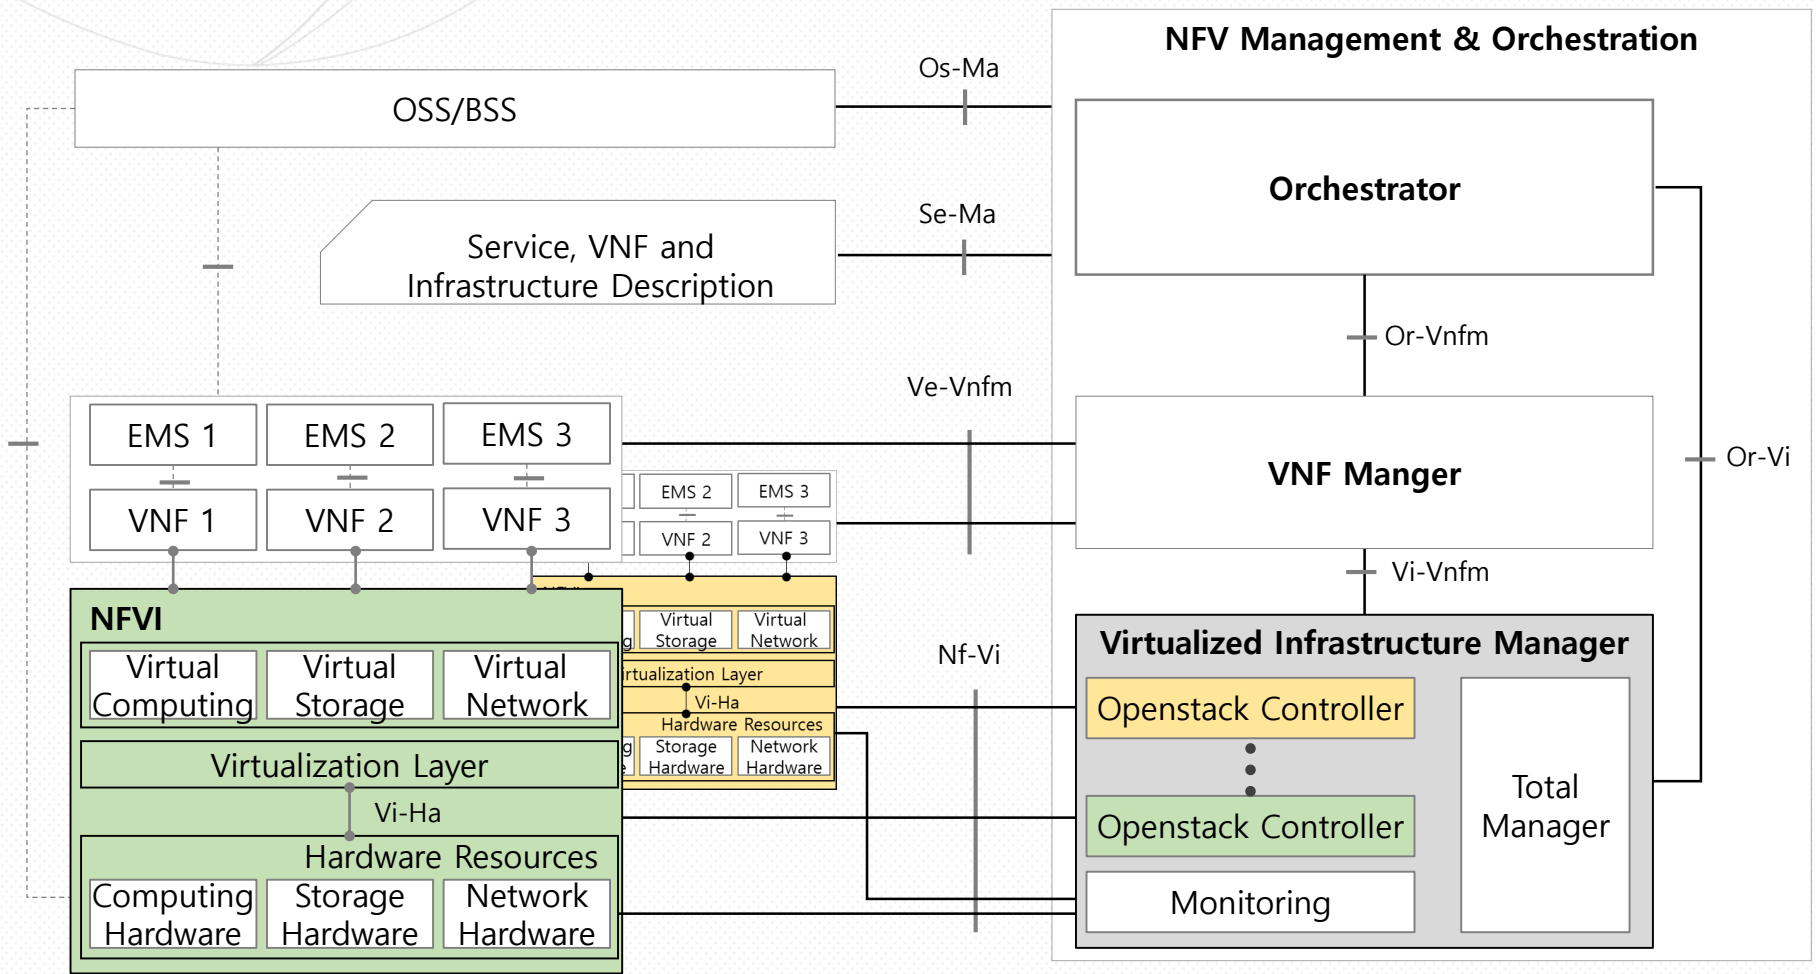 NFV Management & Orchestration
Os-Ma
OSS/BSS
Orchestrator
Se-Ma
Service, VNF and
Infrastructure Description
Or-Vnfm
Ve-Vnfm
EMS 1
EMS 2
EMS 3
VNF 1
VNF 2
VNF 3
EMS 2
EMS 3
VNF 2
VNF 3
VNF Manger
Or-Vi
Vi-Vnfm
NFVI
Virtual
Computing
Virtual
Storage
Virtual
Network
Virtualization Layer
Vi-Ha
Hardware Resources
Computing
Hardware
Storage
Hardware
Network
Hardware
Virtual
Storage
Virtual
Network
Layer
Vi-Ha
Hardware Resources
Storage
Hardware
Network
Hardware
Nf-Vi
Virtualized Infrastructure Manager
Openstack Controller
Openstack Controller
Monitoring
Total
Manager